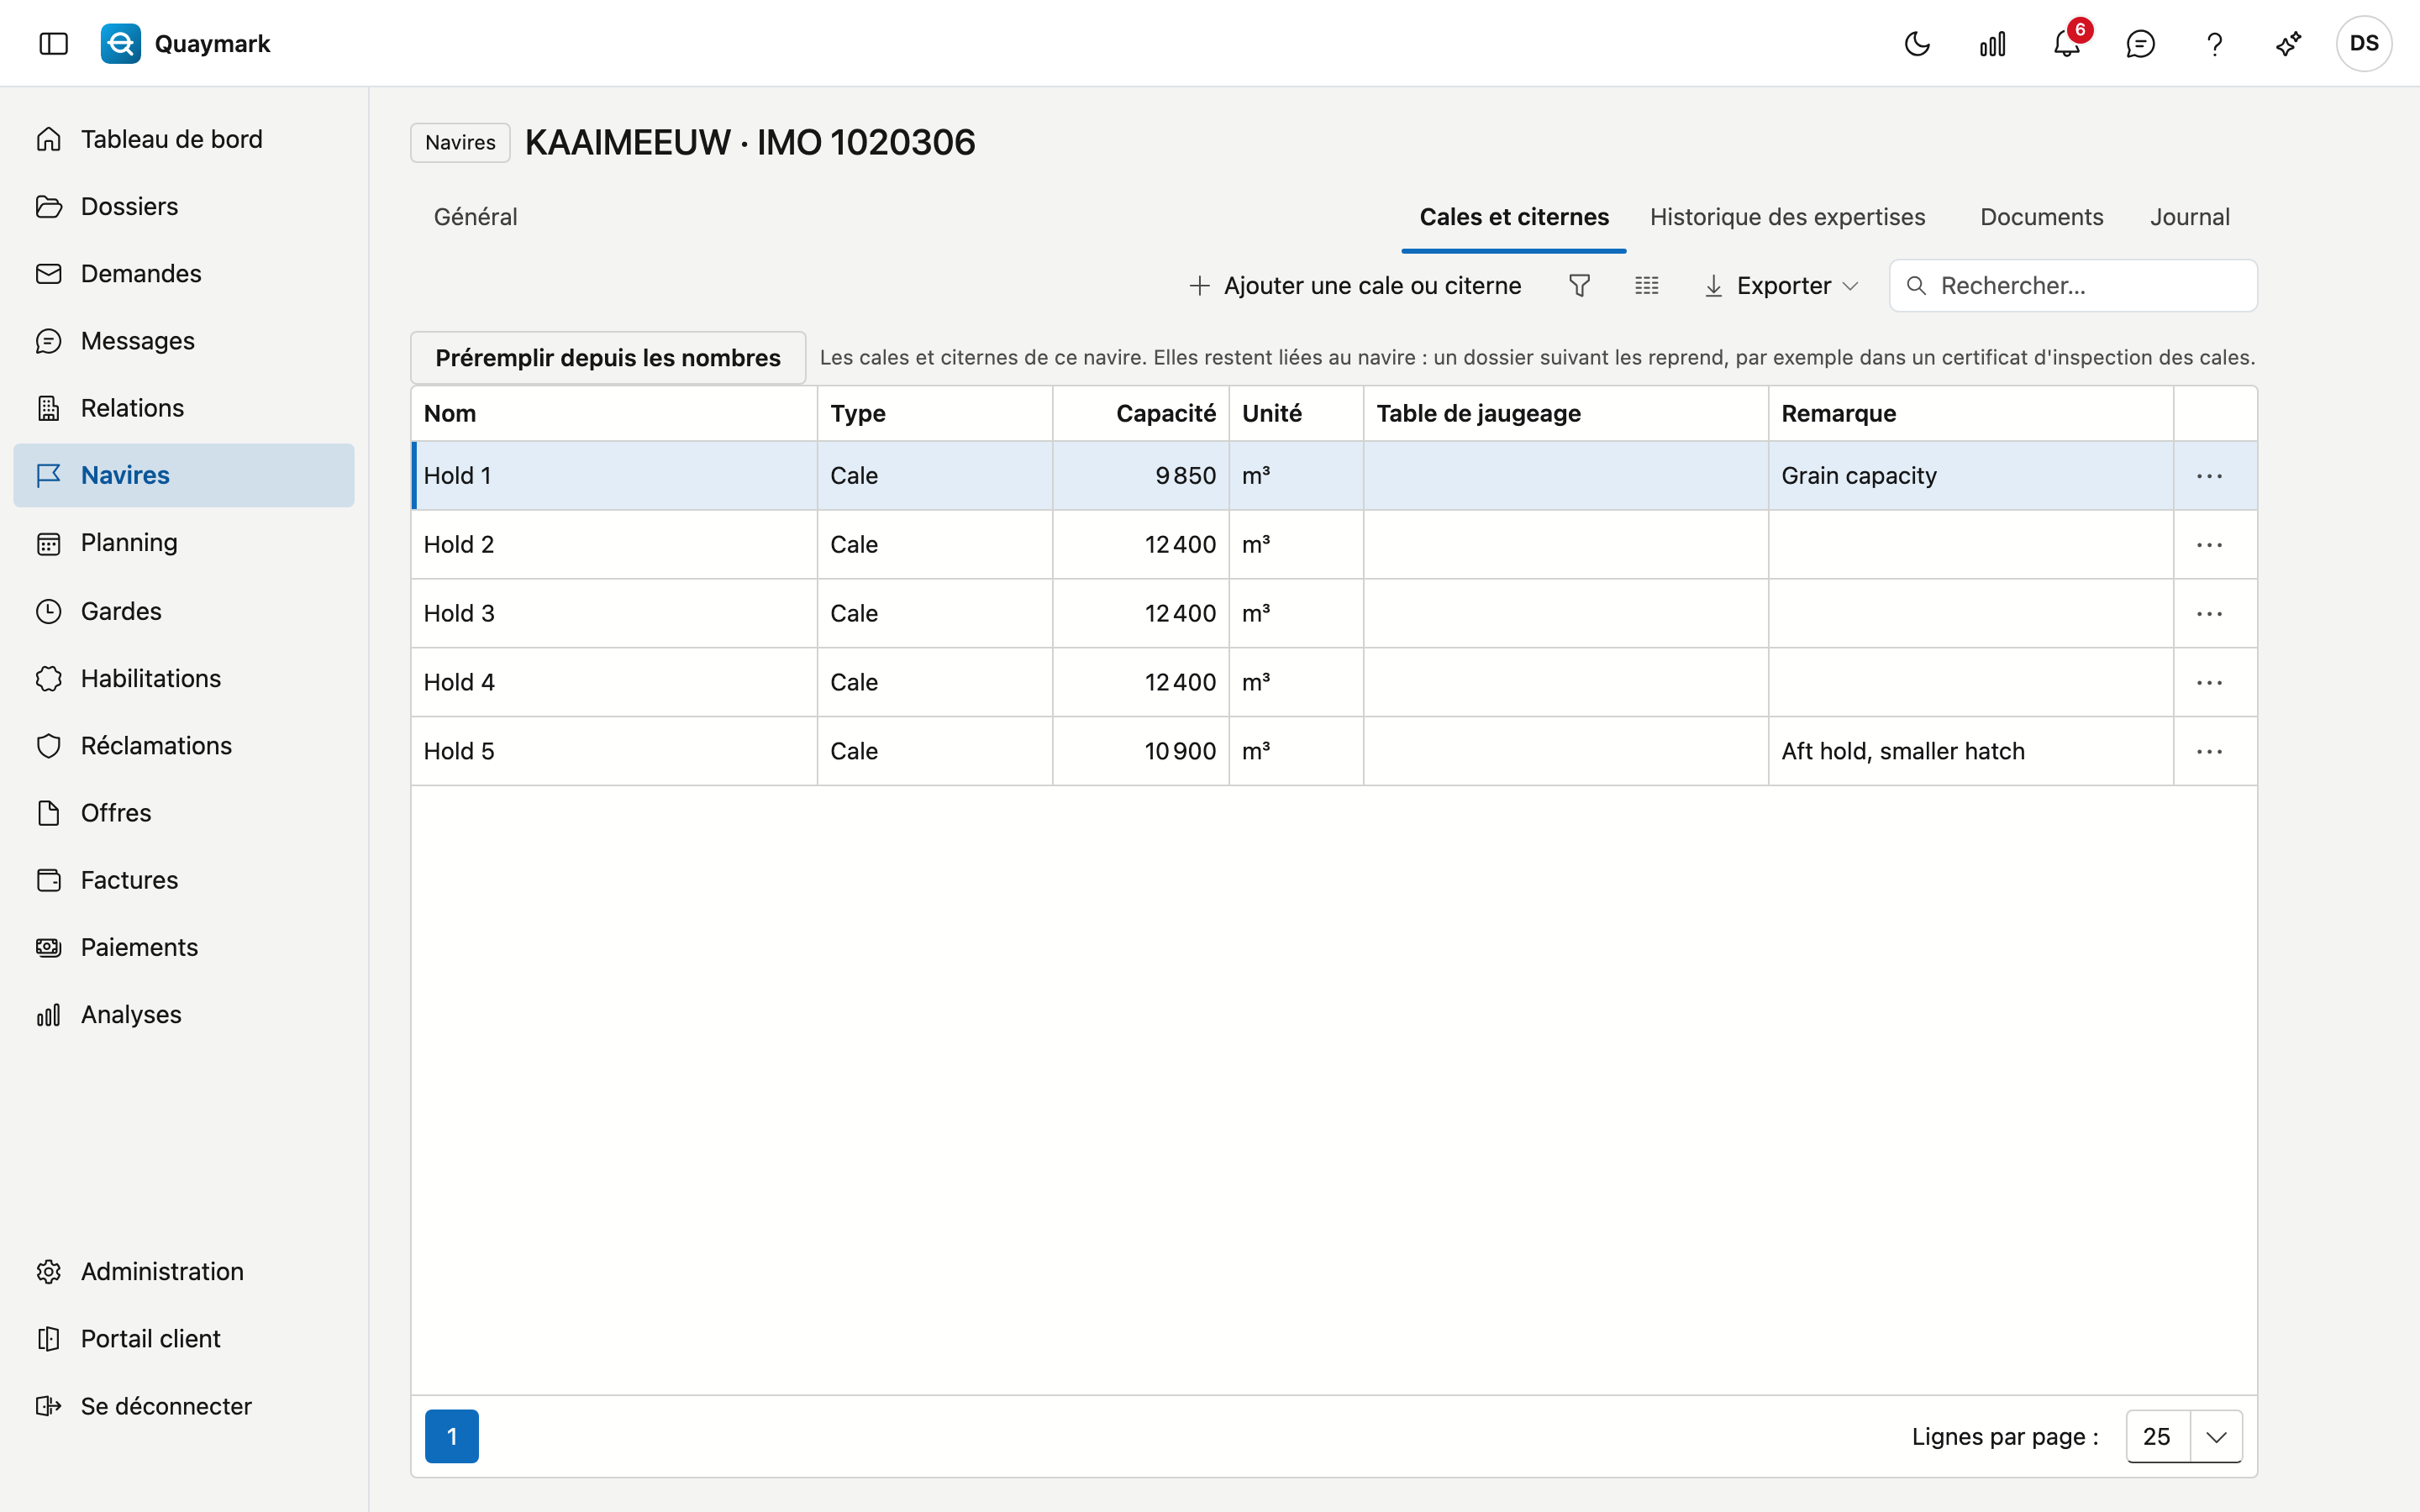 Quaymark
6
DS
Tableau de bord
Dossiers
Demandes
Messages
Relations
Navires
Planning
Gardes
Habilitations
Réclamations
Offres
Factures
Paiements
Analyses
Administration
Portail client
Se déconnecter
Navires KAAIMEEUW · IMO 1020306
Général Cales et citernes Historique des expertises Documents Journal
Ajouter une cale ou citerne Exporter Rechercher...
Préremplir depuis les nombres Les cales et citernes de ce navire. Elles restent liées au navire : un dossier suivant les reprend, par exemple dans un certificat d'inspection des cales.
Nom Type Capacité Unité Table de jaugeage Remarque
Hold 1 Cale 9 850 m³ Grain capacity
Hold 2 Cale 12 400 m³
Hold 3 Cale 12 400 m³
Hold 4 Cale 12 400 m³
Hold 5 Cale 10 900 m³ Aft hold, smaller hatch
1 Lignes par page : 25